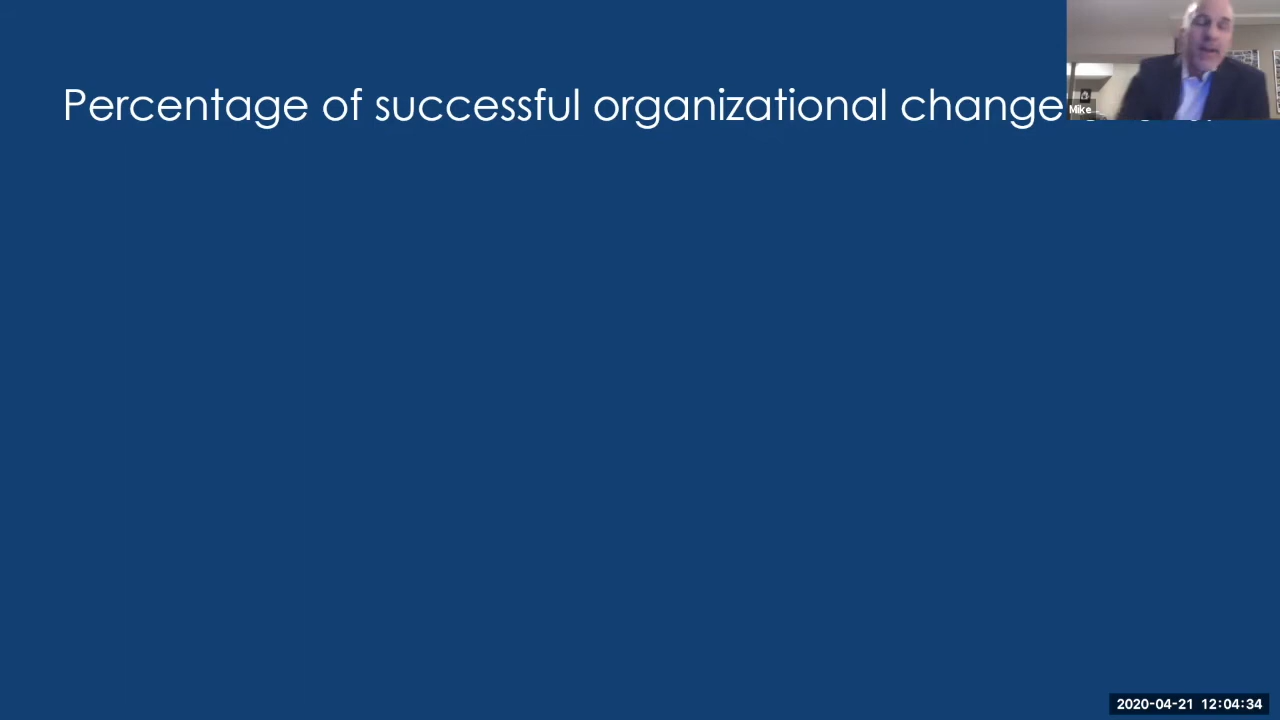 Percentage of successful organizational change
Mike
2020-04-21 12:04:34